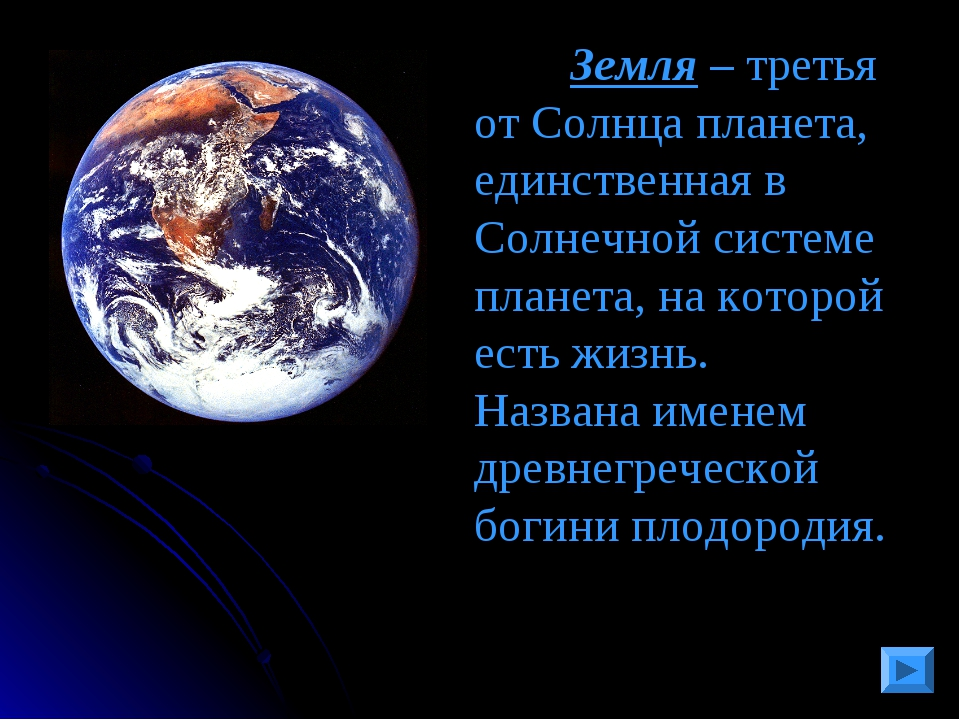 Земля – третья
от Солнца планета,
единственная в
Солнечной системе
планета, на которой
есть жизнь.
Названа именем
древнегреческой
богини плодородия.